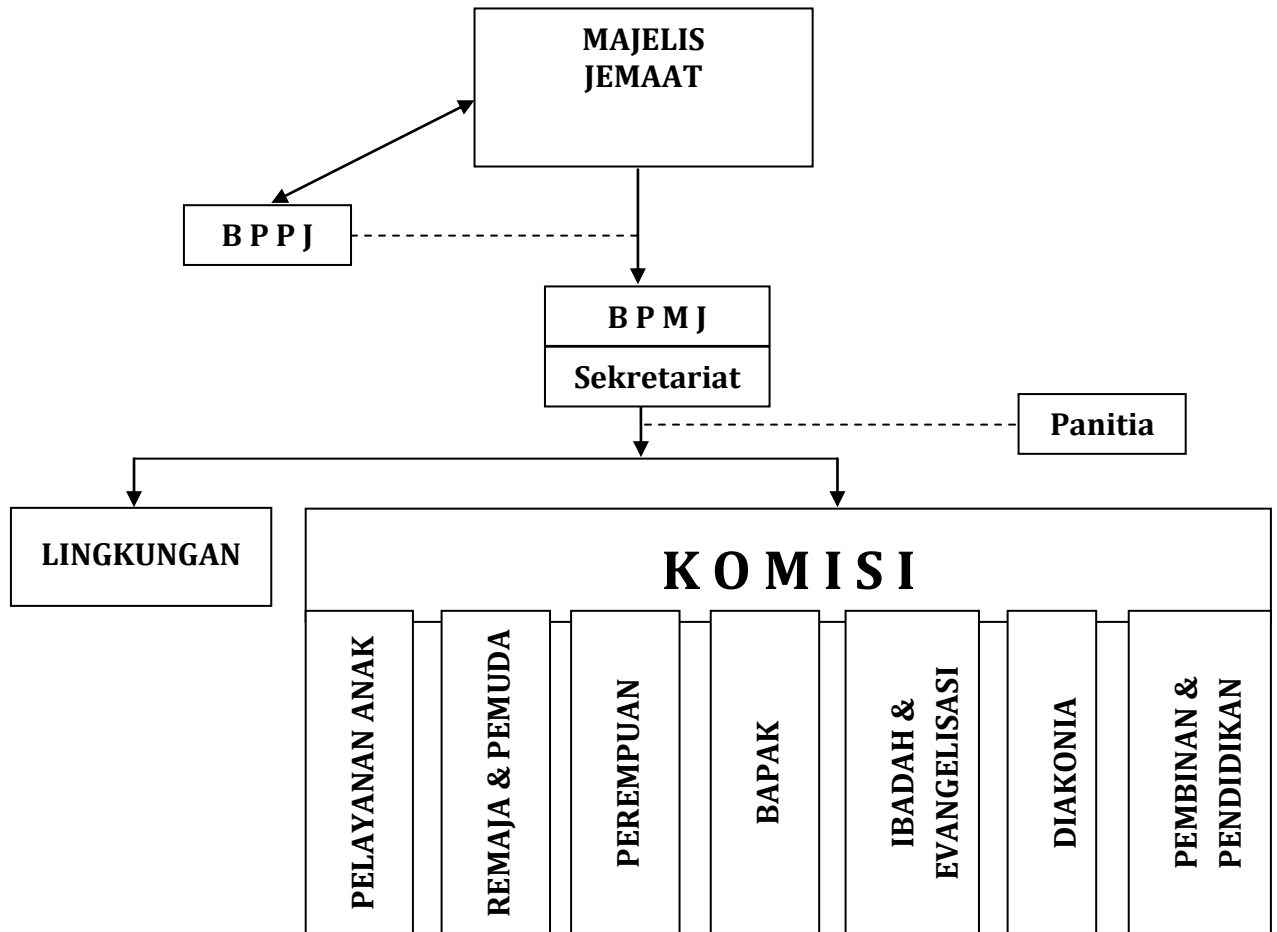 MAJELIS
JEMAAT
B P P J
B P M J
Sekretariat
Panitia
LINGKUNGAN
K O M I S I
PELAYANAN ANAK
REMAJA & PEMUDA
PEREMPUAN
BAPAK
IBADAH &
EVANGELISASI
DIAKONIA
PEMBINAN &
PENDIDIKAN